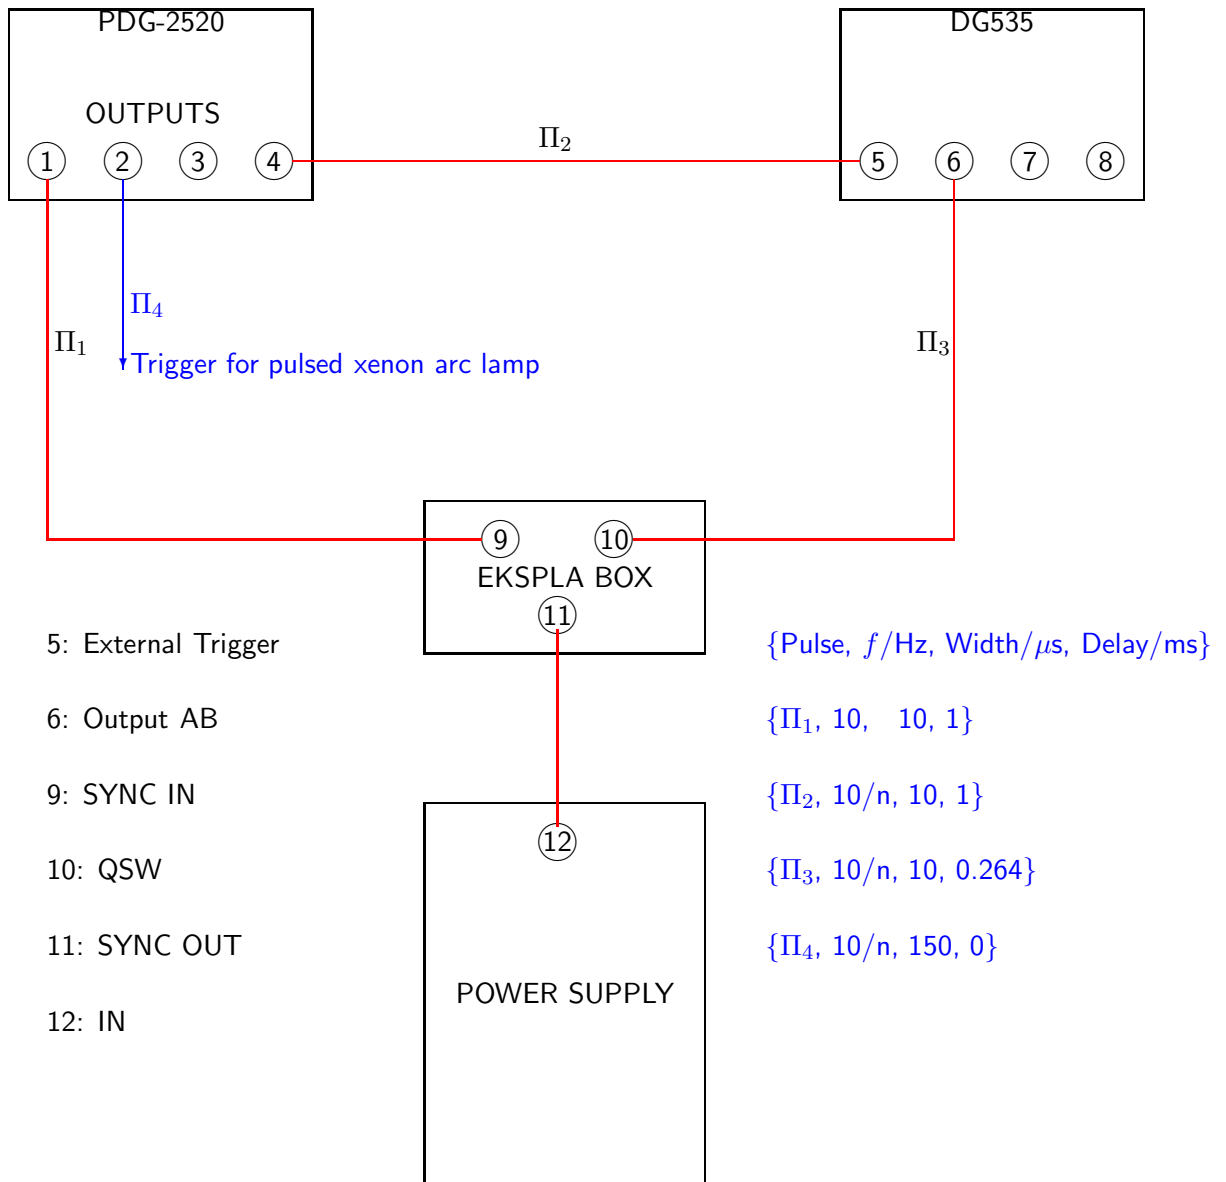 PDG-2520
DG535
OUTPUTS
1 2 3 4
Π₂
5 6 7 8
Π₄
Π₁
Π₃
Trigger for pulsed xenon arc lamp
9 10
EKSPLA BOX
11
5: External Trigger
{Pulse, f/Hz, Width/μs, Delay/ms}
6: Output AB
{Π₁, 10, 10, 1}
9: SYNC IN
{Π₂, 10/n, 10, 1}
12
10: QSW
{Π₃, 10/n, 10, 0.264}
11: SYNC OUT
{Π₄, 10/n, 150, 0}
POWER SUPPLY
12: IN